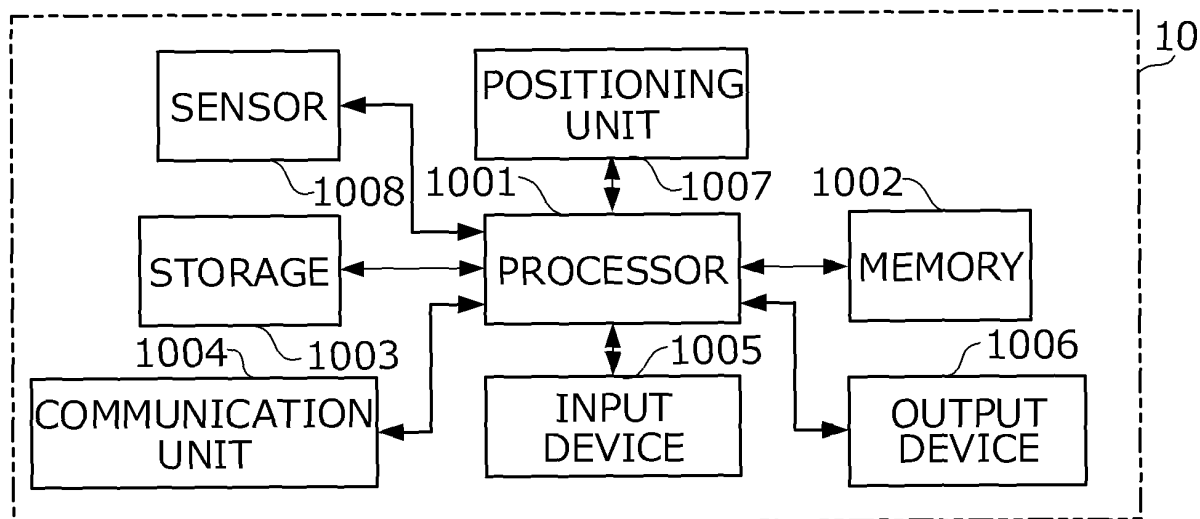 10
SENSOR
POSITIONING
UNIT
1008
1001
1007
1002
STORAGE
PROCESSOR
MEMORY
1004
1003
1005
1006
COMMUNICATION
UNIT
INPUT
DEVICE
OUTPUT
DEVICE